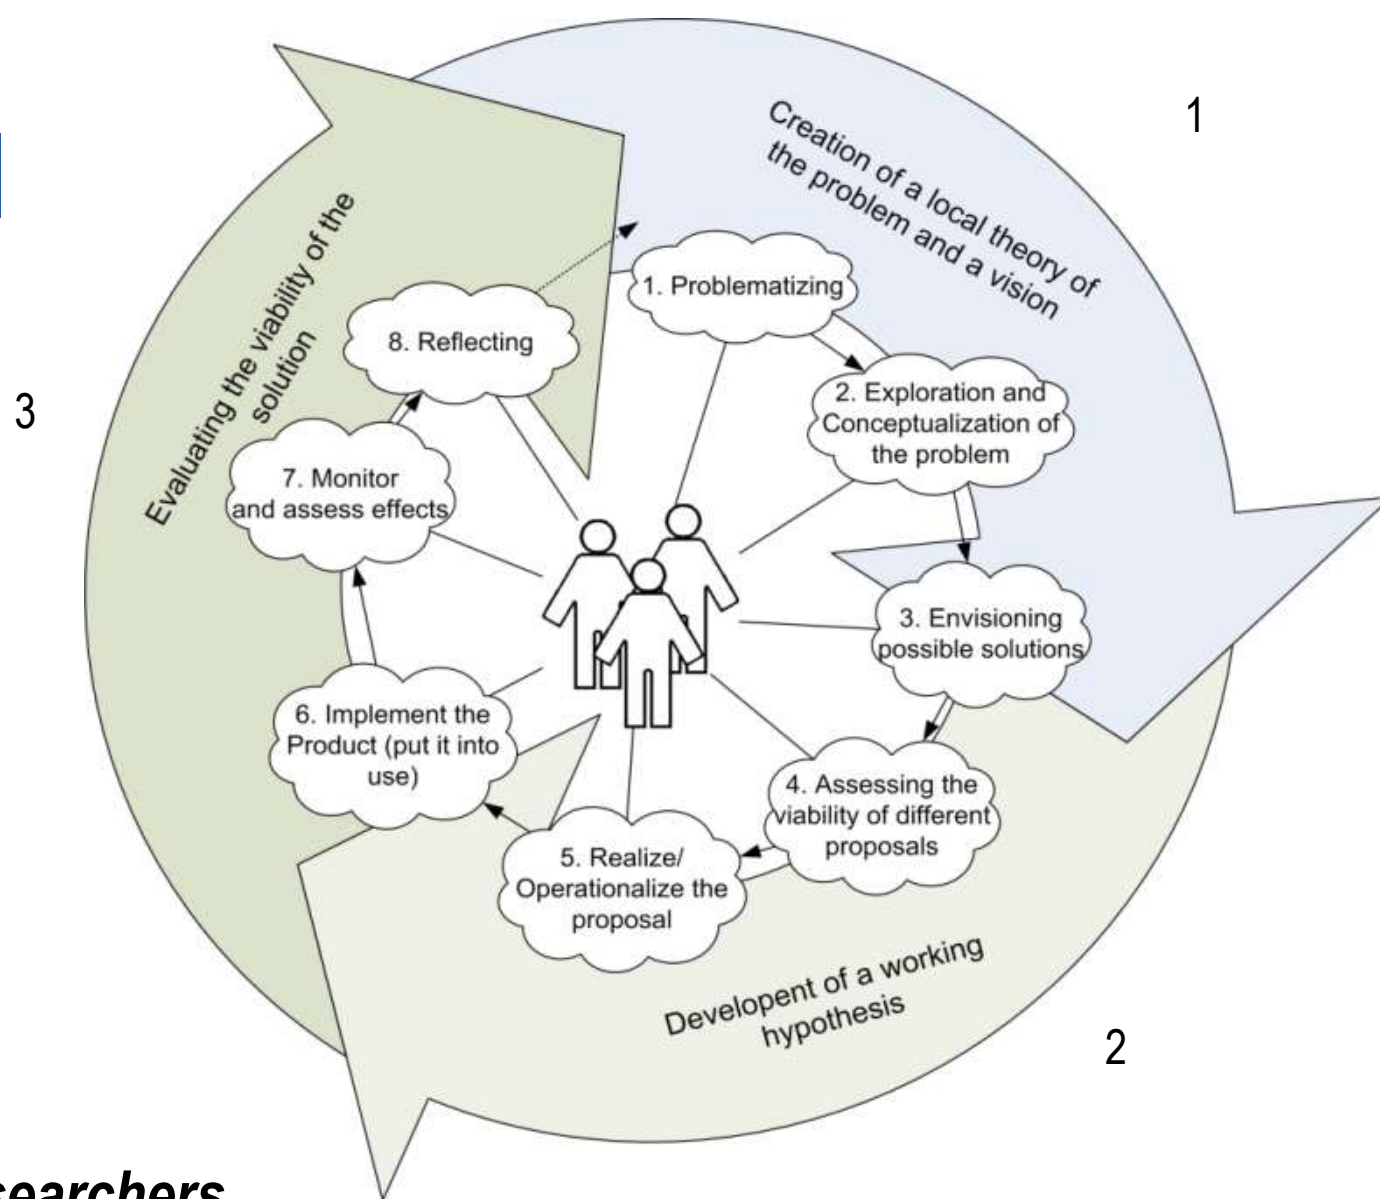 1
Creation of a local theory of
the problem and a vision
1. Problematizing
2. Exploration and
Conceptualization of
the problem
3. Envisioning
possible solutions
4. Assessing the
viability of different
proposals
5. Realize/
Operationalize the
proposal
Developent of a working
hypothesis
2
6. Implement the
Product (put it into
use)
7. Monitor
and assess effects
8. Reflecting
Evaluating the viability of the
solution
3
searchers